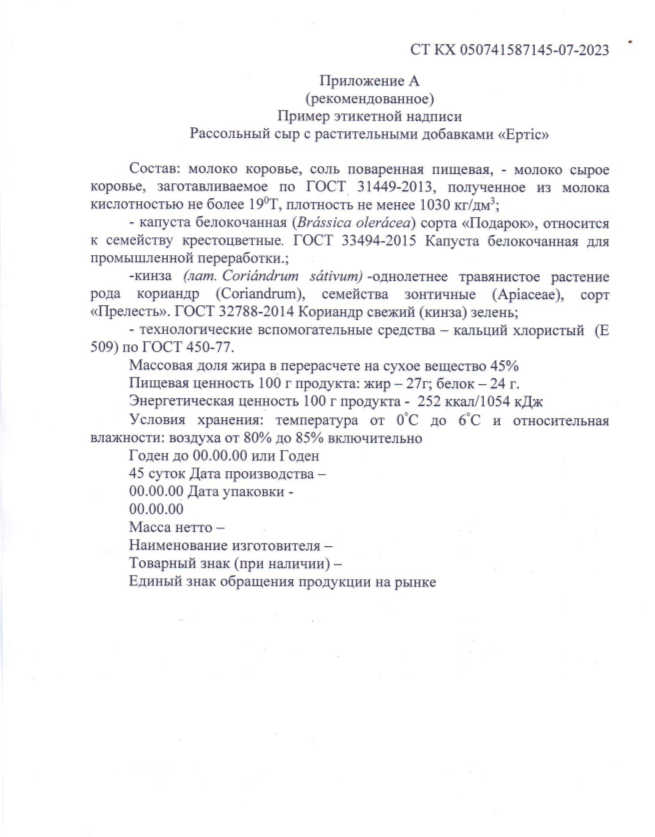 СТ КХ 050741587145-07-2023
Приложение А
(рекомендованное)
Пример этикетной надписи
Рассольный сыр с растительными добавками «Ертіс»
Состав: молоко коровье, соль поваренная пищевая, - молоко сырое
коровье, заготавливаемое по ГОСТ 31449-2013, полученное из молока
кислотностью не более 19⁰Т, плотность не менее 1030 кг/дм³;
- капуста белокочанная (Brássica olerácea) сорта «Подарок», относится
к семейству крестоцветные. ГОСТ 33494-2015 Капуста белокочанная для
промышленной переработки.;
-кинза (лат. Coriándrum sátivum) -однолетнее травянистое растение
рода кориандр (Coriandrum), семейства зонтичные (Apiaceae), сорт
«Прелесть». ГОСТ 32788-2014 Кориандр свежий (кинза) зелень;
- технологические вспомогательные средства – кальций хлористый (Е
509) по ГОСТ 450-77.
Массовая доля жира в перерасчете на сухое вещество 45%
Пищевая ценность 100 г продукта: жир – 27г; белок – 24 г.
Энергетическая ценность 100 г продукта - 252 ккал/1054 кДж
Условия хранения: температура от 0°С до 6°С и относительная
влажности: воздуха от 80% до 85% включительно
Годен до 00.00.00 или Годен
45 суток Дата производства –
00.00.00 Дата упаковки -
00.00.00
Масса нетто –
Наименование изготовителя –
Товарный знак (при наличии) –
Единый знак обращения продукции на рынке